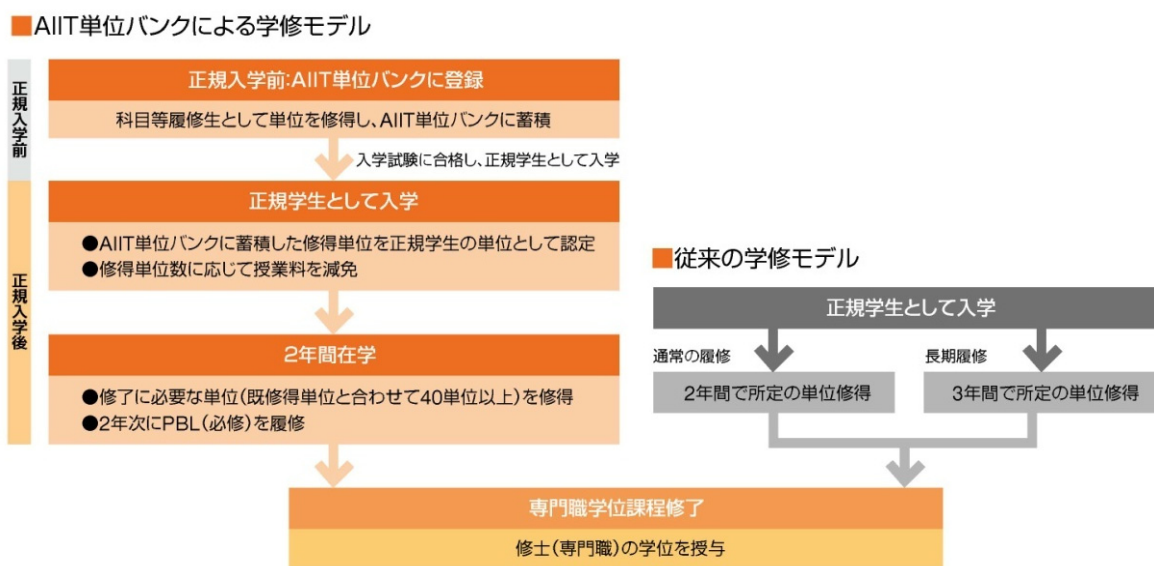 ■AIIT単位バンクによる学修モデル
正規入学前
正規入学前:AIIT単位バンクに登録
科目等履修生として単位を修得し、AIIT単位バンクに蓄積
入学試験に合格し、正規学生として入学
正規入学後
正規学生として入学
●AIIT単位バンクに蓄積した修得単位を正規学生の単位として認定
●修得単位数に応じて授業料を減免
2年間在学
●修了に必要な単位(既修得単位と合わせて40単位以上)を修得
●2年次にPBL(必修)を履修
■従来の学修モデル
正規学生として入学
通常の履修
長期履修
2年間で所定の単位修得
3年間で所定の単位修得
専門職学位課程修了
修士(専門職)の学位を授与